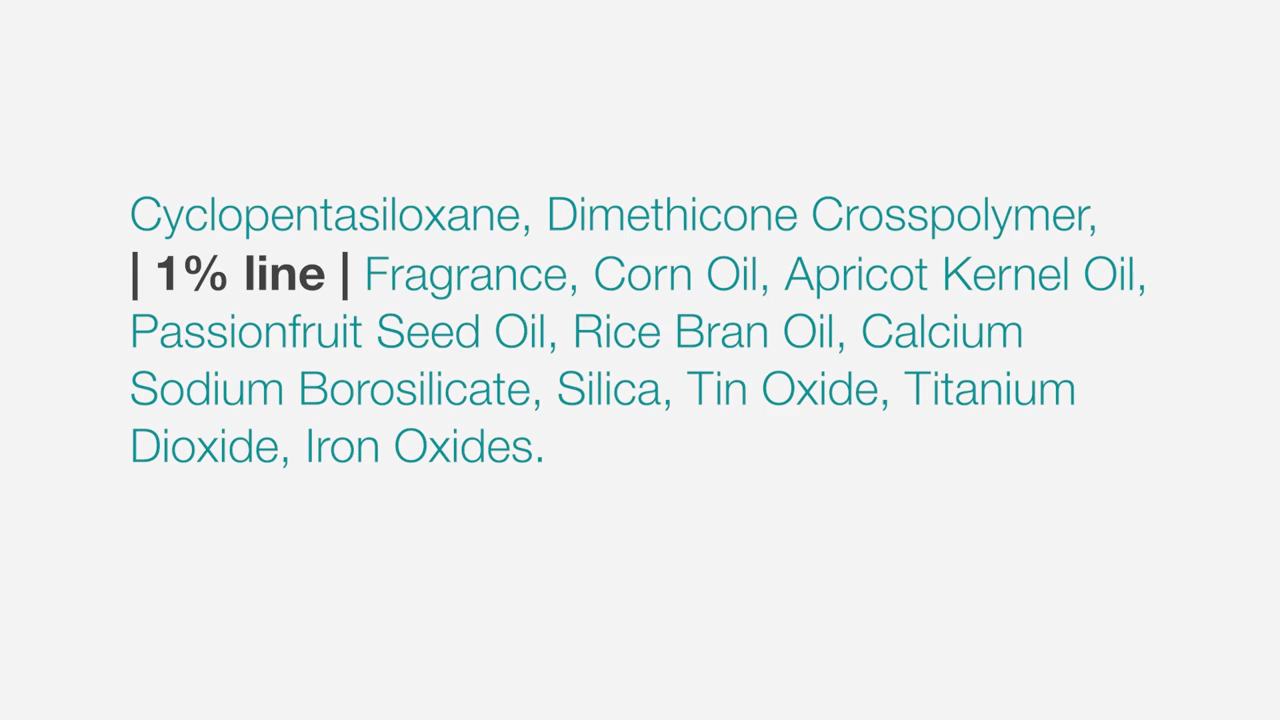 Cyclopentasiloxane, Dimethicone Crosspolymer,
| 1% line | Fragrance, Corn Oil, Apricot Kernel Oil,
Passionfruit Seed Oil, Rice Bran Oil, Calcium
Sodium Borosilicate, Silica, Tin Oxide, Titanium
Dioxide, Iron Oxides.